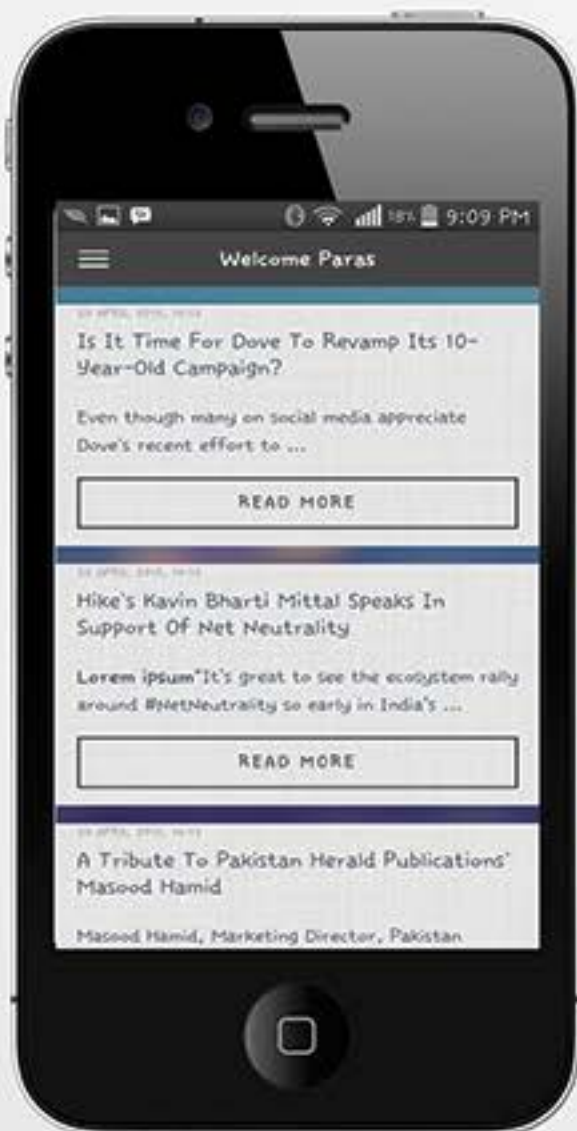 18% 9:09 PM
Welcome Paras
Is It Time For Dove To Revamp Its 10-
Year-Old Campaign?
Even though many on social media appreciate
Dove's recent effort to ...
READ MORE
Hike's Kavin Bharti Mittal Speaks In
Support Of Net Neutrality
Lorem ipsum"It's great to see the ecosystem rally
around #NetNeutrality so early in India's ...
READ MORE
A Tribute To Pakistan Herald Publications'
Masood Hamid
Masood Hamid, Marketing Director, Pakistan